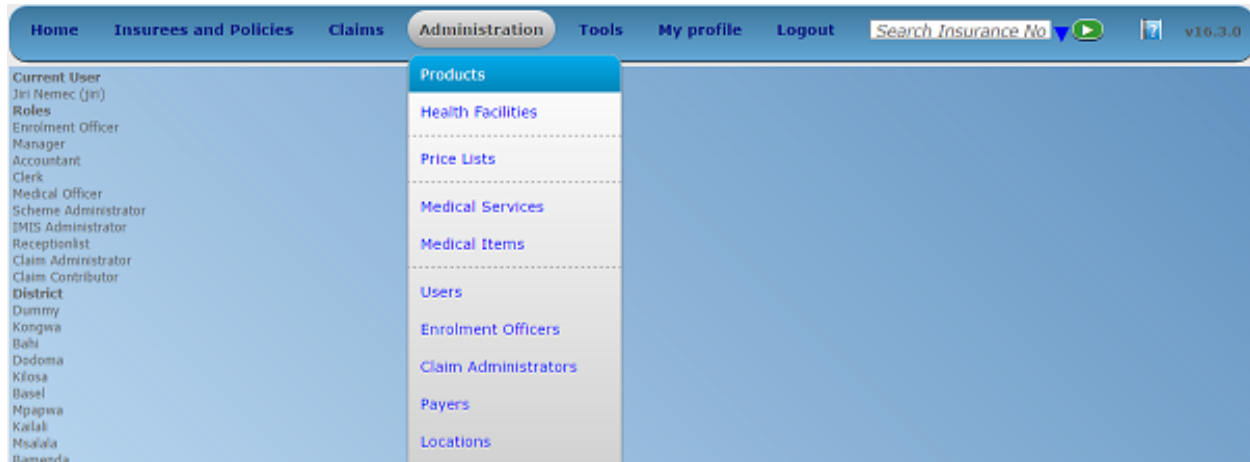 Home Insurees and Policies Claims Administration Tools My profile Logout Search Insurance No v16.3.0
Current User
Jiri Nemec (jiri)
Roles
Enrolment Officer
Manager
Accountant
Clerk
Medical Officer
Scheme Administrator
IMIS Administrator
Receptionlist
Claim Administrator
Claim Contributor
District
Dummy
Kongwa
Bahi
Dodoma
Kilosa
Basel
Mpapwa
Kailali
Msalala
Bamenda
Products
Health Facilities
Price Lists
Medical Services
Medical Items
Users
Enrolment Officers
Claim Administrators
Payers
Locations